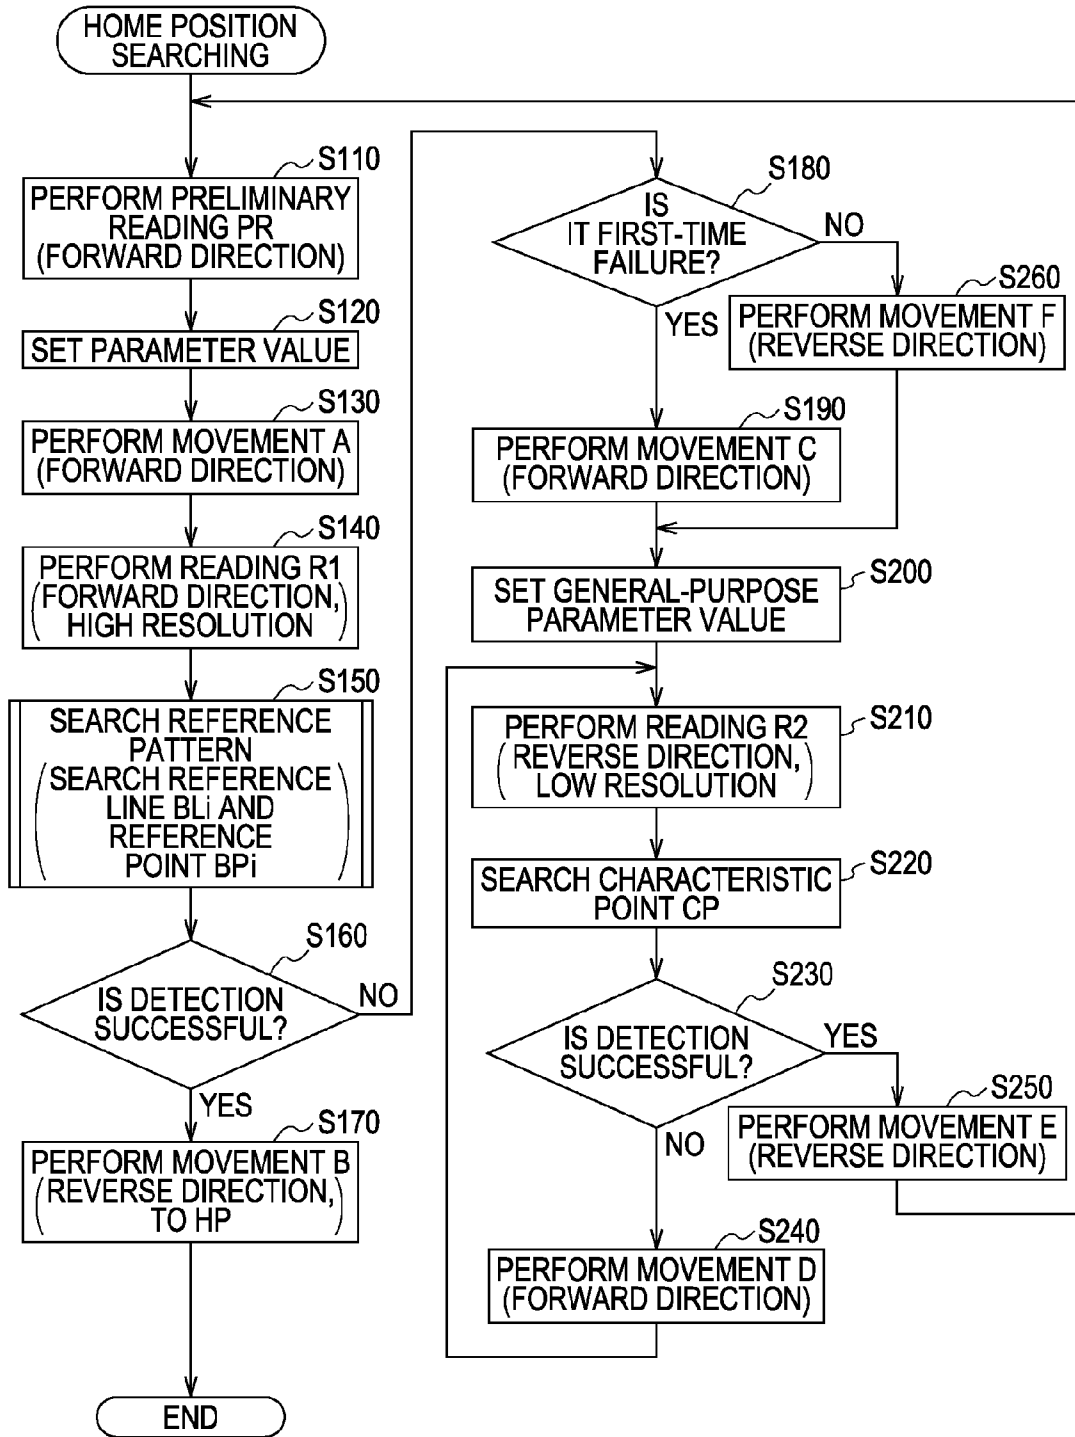 HOME POSITION
SEARCHING
S110
PERFORM PRELIMINARY
READING PR
(FORWARD DIRECTION)
S120
SET PARAMETER VALUE
S130
PERFORM MOVEMENT A
(FORWARD DIRECTION)
S140
PERFORM READING R1
(FORWARD DIRECTION,
HIGH RESOLUTION)
S150
SEARCH REFERENCE
PATTERN
(SEARCH REFERENCE
LINE BLi AND
REFERENCE
POINT BPi)
S160
IS DETECTION
SUCCESSFUL?
NO
YES
S170
PERFORM MOVEMENT B
(REVERSE DIRECTION,
TO HP)
END
S180
IS
IT FIRST-TIME
FAILURE?
NO
YES
S260
PERFORM MOVEMENT F
(REVERSE DIRECTION)
S190
PERFORM MOVEMENT C
(FORWARD DIRECTION)
S200
SET GENERAL-PURPOSE
PARAMETER VALUE
S210
PERFORM READING R2
(REVERSE DIRECTION,
LOW RESOLUTION)
S220
SEARCH CHARACTERISTIC
POINT CP
S230
IS DETECTION
SUCCESSFUL?
YES
NO
S250
PERFORM MOVEMENT E
(REVERSE DIRECTION)
S240
PERFORM MOVEMENT D
(FORWARD DIRECTION)